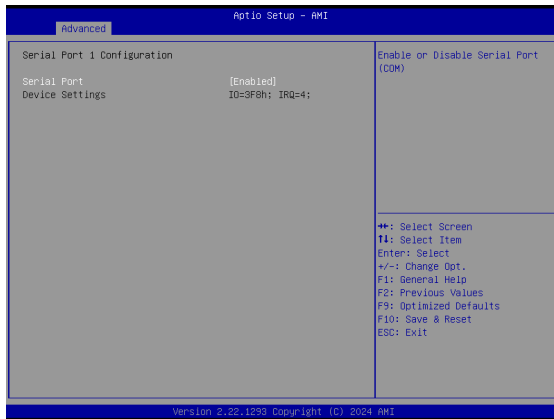 Aptio Setup - AMI
Advanced
Serial Port 1 Configuration
Serial Port [Enabled]
Device Settings IO=3F8h; IRQ=4;
Enable or Disable Serial Port
(COM)
→←: Select Screen
↑↓: Select Item
Enter: Select
+/-: Change Opt.
F1: General Help
F2: Previous Values
F9: Optimized Defaults
F10: Save & Reset
ESC: Exit
Version 2.22.1293 Copyright (C) 2024 AMI